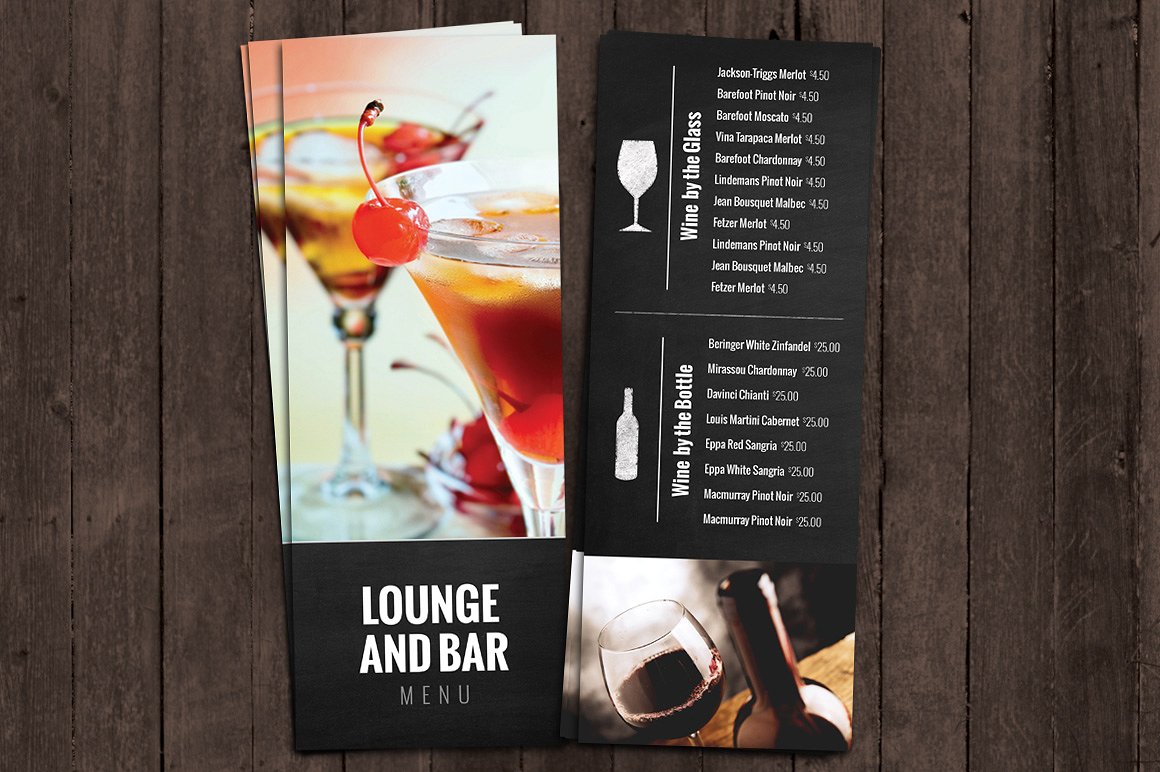 LOUNGE
AND BAR
MENU
Wine by the Glass
Jackson-Triggs Merlot $4.50
Barefoot Pinot Noir $4.50
Barefoot Moscato $4.50
Vina Tarapaca Merlot $4.50
Barefoot Chardonnay $4.50
Lindemans Pinot Noir $4.50
Jean Bousquet Malbec $4.50
Fetzer Merlot $4.50
Lindemans Pinot Noir $4.50
Jean Bousquet Malbec $4.50
Fetzer Merlot $4.50
Wine by the Bottle
Beringer White Zinfandel $25.00
Mirassou Chardonnay $25.00
Davinci Chianti $25.00
Louis Martini Cabernet $25.00
Eppa Red Sangria $25.00
Eppa White Sangria $25.00
Macmurray Pinot Noir $25.00
Macmurray Pinot Noir $25.00